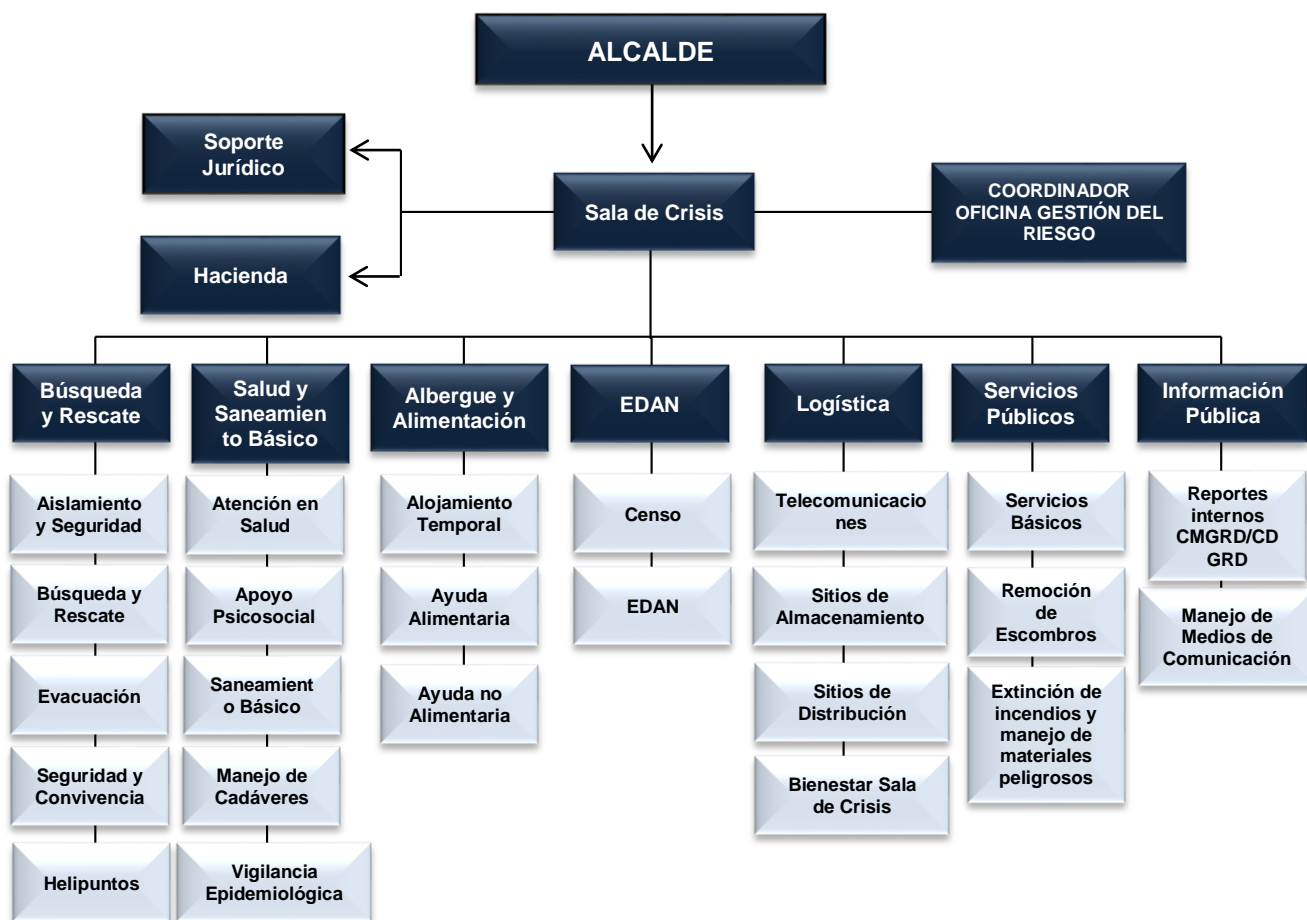 ALCALDE
Soporte
Jurídico
Sala de Crisis
COORDINADOR
OFICINA GESTIÓN DEL
RIESGO
Hacienda
Búsqueda
y Rescate
Salud y
Saneamien
to Básico
Albergue y
Alimentación
EDAN
Logística
Servicios
Públicos
Información
Pública
Aislamiento
y Seguridad
Búsqueda y
Rescate
Evacuación
Seguridad y
Convivencia
Helipuntos
Atención en
Salud
Apoyo
Psicosocial
Saneamient
o Básico
Manejo de
Cadáveres
Vigilancia
Epidemiológica
Alojamiento
Temporal
Ayuda
Alimentaria
Ayuda no
Alimentaria
Censo
EDAN
Telecomunicacio
nes
Sitios de
Almacenamiento
Sitios de
Distribución
Bienestar Sala
de Crisis
Servicios
Básicos
Remoción
de
Escombros
Extinción de
incendios y
manejo de
materiales
peligrosos
Reportes
internos
CMGRD/CD
GRD
Manejo de
Medios de
Comunicación